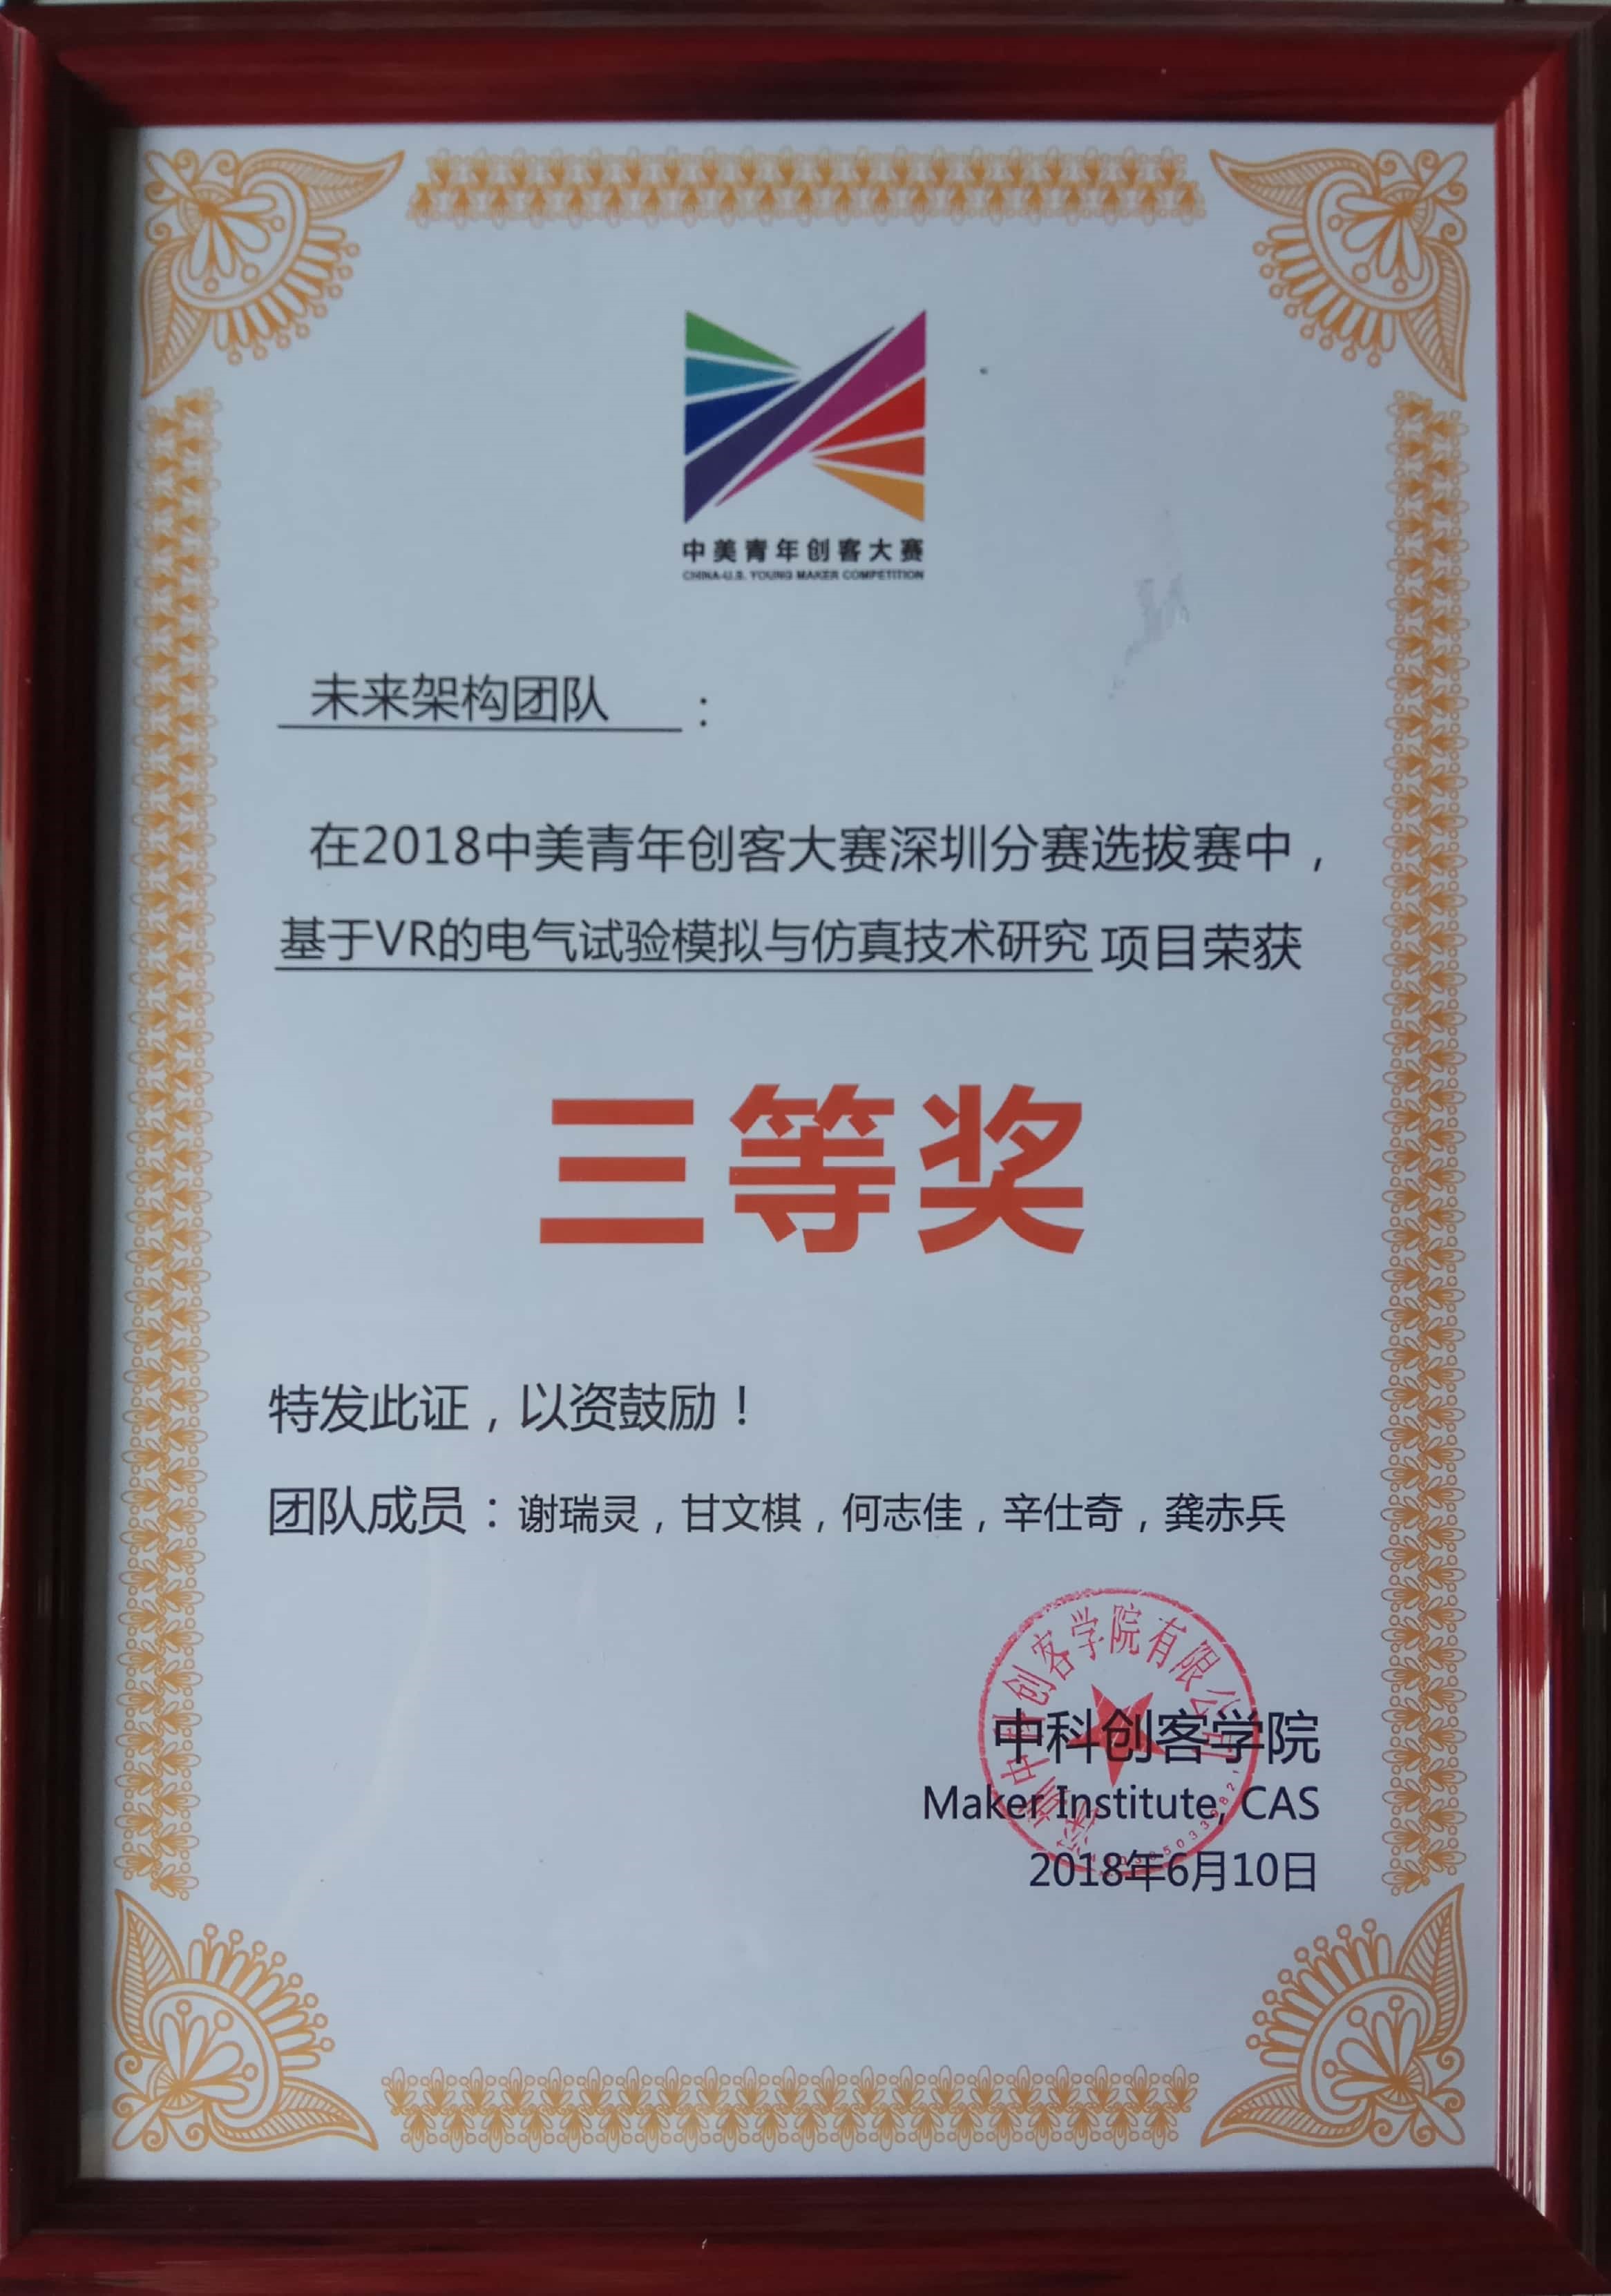 中美青年创客大赛
CHINA-U.S. YOUNG MAKER COMPETITION
未来架构团队：
在2018中美青年创客大赛深圳分赛选拔赛中，
基于VR的电气试验模拟与仿真技术研究 项目荣获
三等奖
特发此证，以资鼓励！
团队成员：谢瑞灵，甘文棋，何志佳，辛仕奇，龚赤兵
深圳中科创客学院有限公司
中科创客学院
Maker Institute, CAS
2018年6月10日